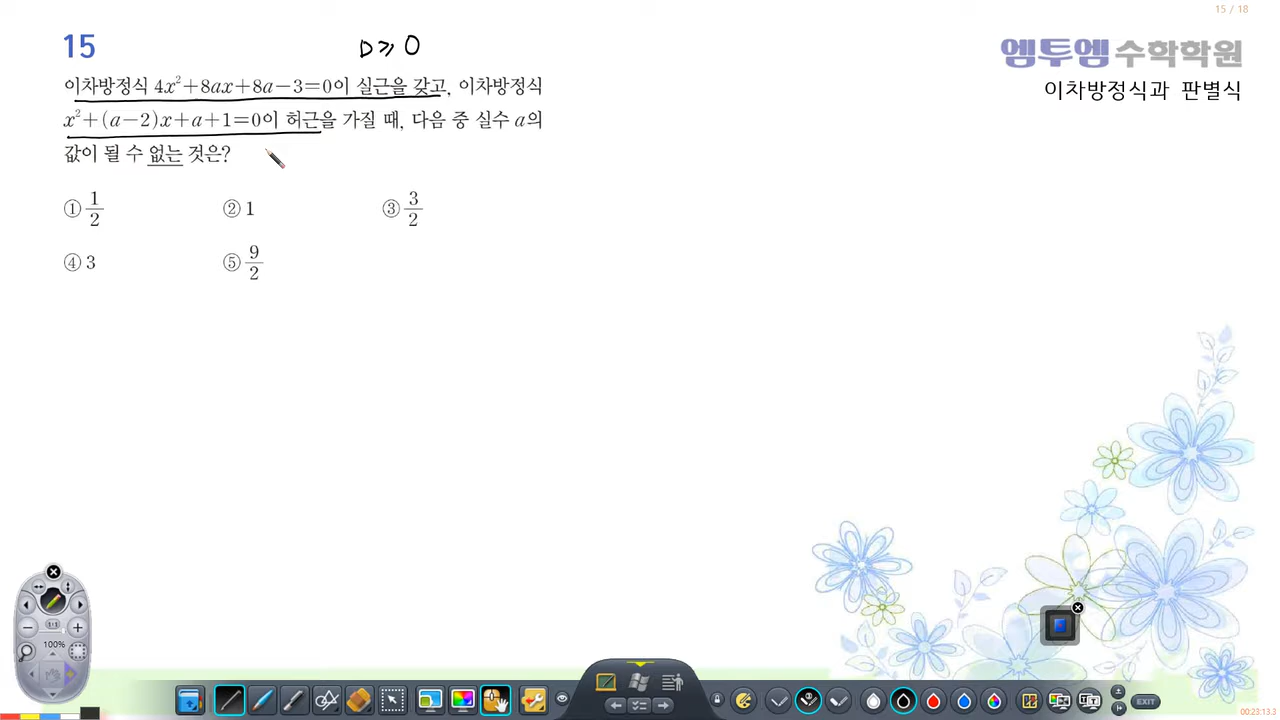 15 / 18
15
D ≥ 0
엠투엠수학학원
이차방정식과 판별식
이차방정식 4x²+8ax+8a−3=0이 실근을 갖고, 이차방정식
x²+(a−2)x+a+1=0이 허근을 가질 때, 다음 중 실수 a의
값이 될 수 없는 것은?
① 1/2 ② 1 ③ 3/2
④ 3 ⑤ 9/2
1:1
100%
EXIT
00:23:13.3